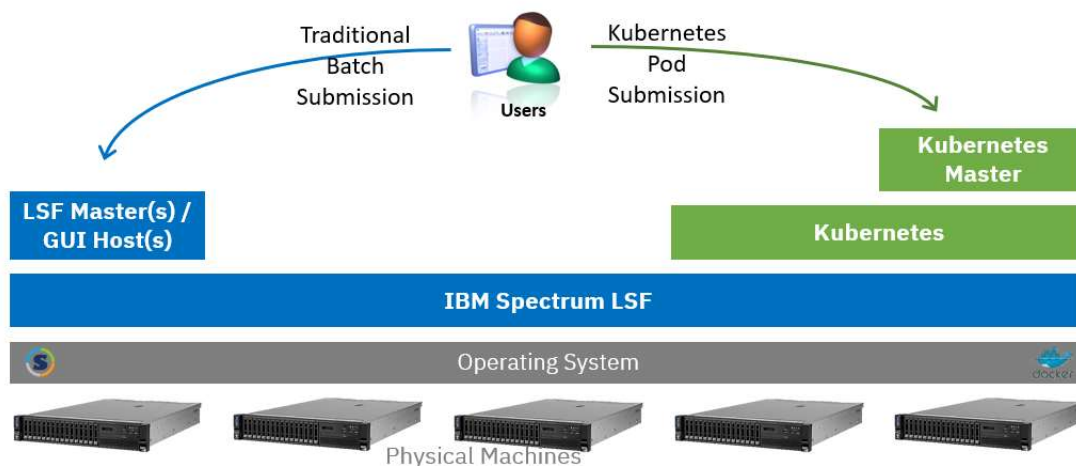 Traditional
Batch
Submission
Users
Kubernetes
Pod
Submission
Kubernetes
Master
LSF Master(s) /
GUI Host(s)
Kubernetes
IBM Spectrum LSF
S
Operating System
docker
Physical Machines